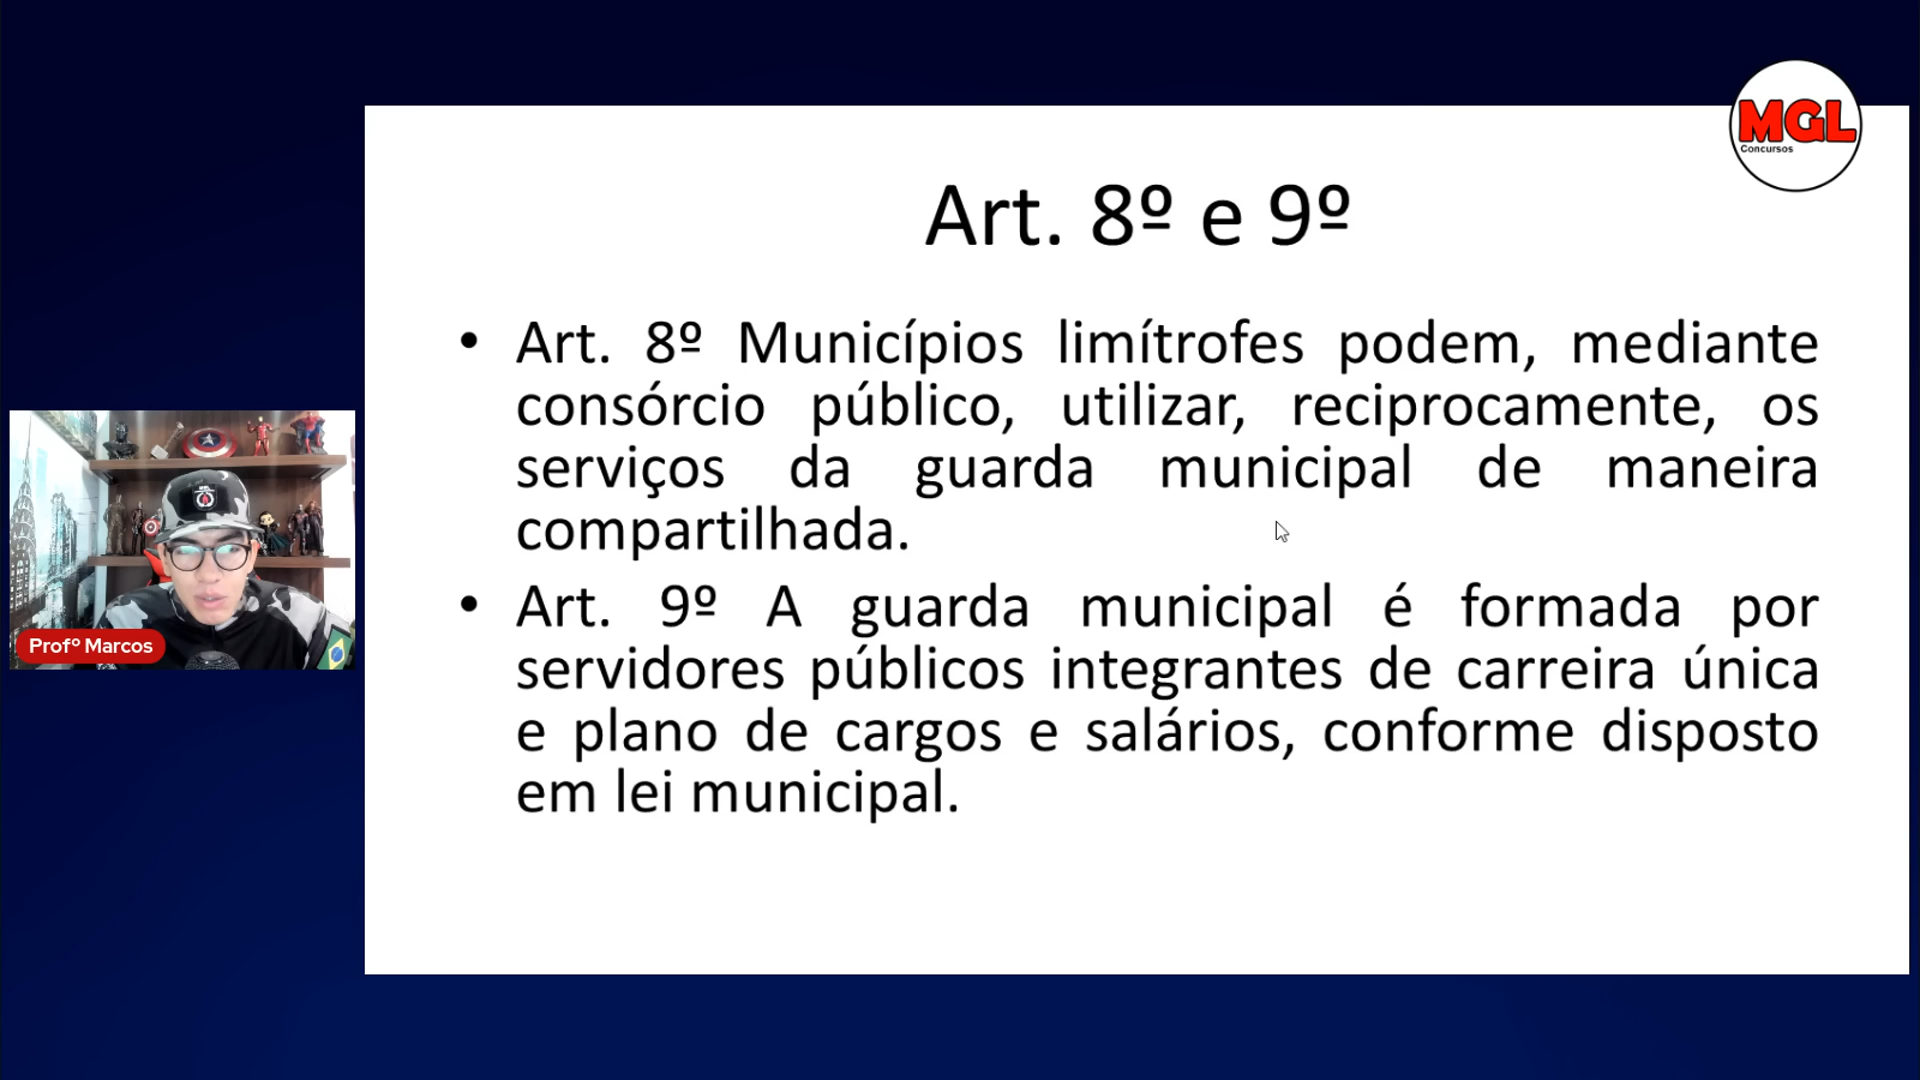 MGL
Concursos
Art. 8º e 9º
• Art. 8º Municípios limítrofes podem, mediante
consórcio público, utilizar, reciprocamente, os
serviços da guarda municipal de maneira
compartilhada.
• Art. 9º A guarda municipal é formada por
servidores públicos integrantes de carreira única
e plano de cargos e salários, conforme disposto
em lei municipal.
Profº Marcos